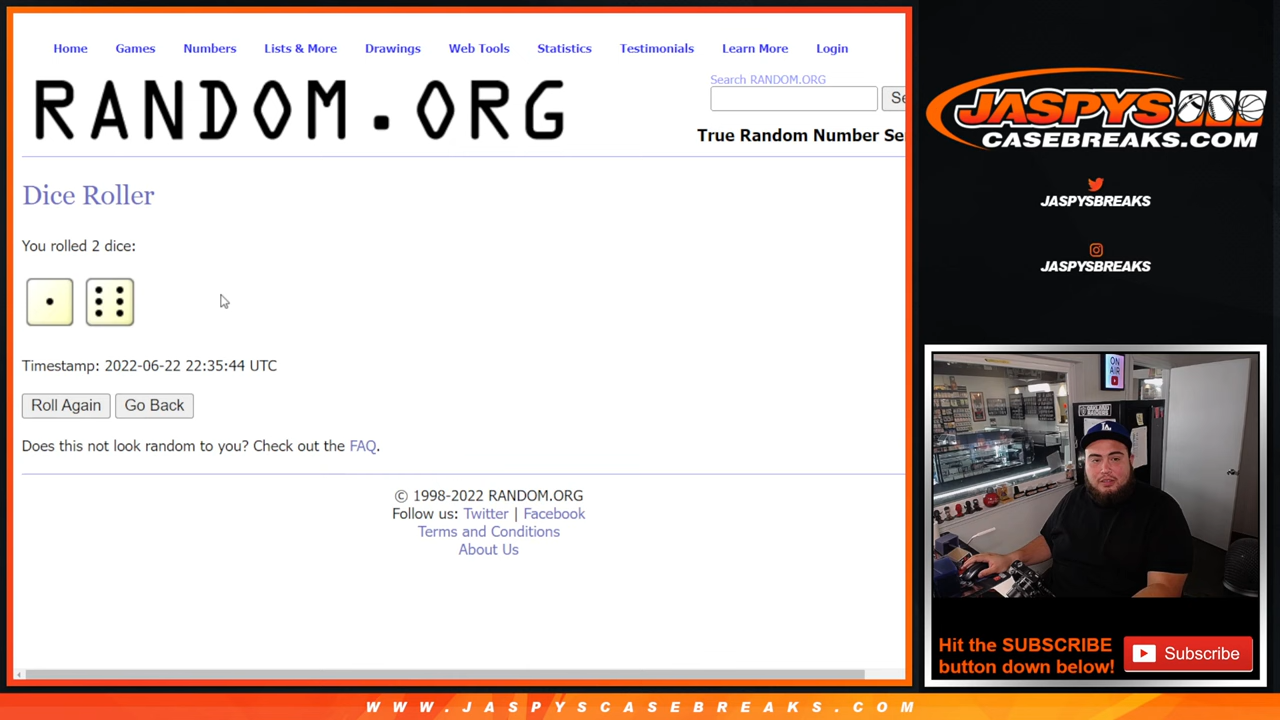 Home Games Numbers Lists & More Drawings Web Tools Statistics Testimonials Learn More Login
RANDOM.ORG
Search RANDOM.ORG
Se
True Random Number Se
Dice Roller
You rolled 2 dice:
Timestamp: 2022-06-22 22:35:44 UTC
Roll Again Go Back
Does this not look random to you? Check out the FAQ.
© 1998-2022 RANDOM.ORG
Follow us: Twitter | Facebook
Terms and Conditions
About Us
JASPYS
CASEBREAKS.COM
JASPYSBREAKS
JASPYSBREAKS
ON
AIR
LA
Hit the SUBSCRIBE
button down below!
Subscribe
WWW.JASPYSCASEBREAKS.COM